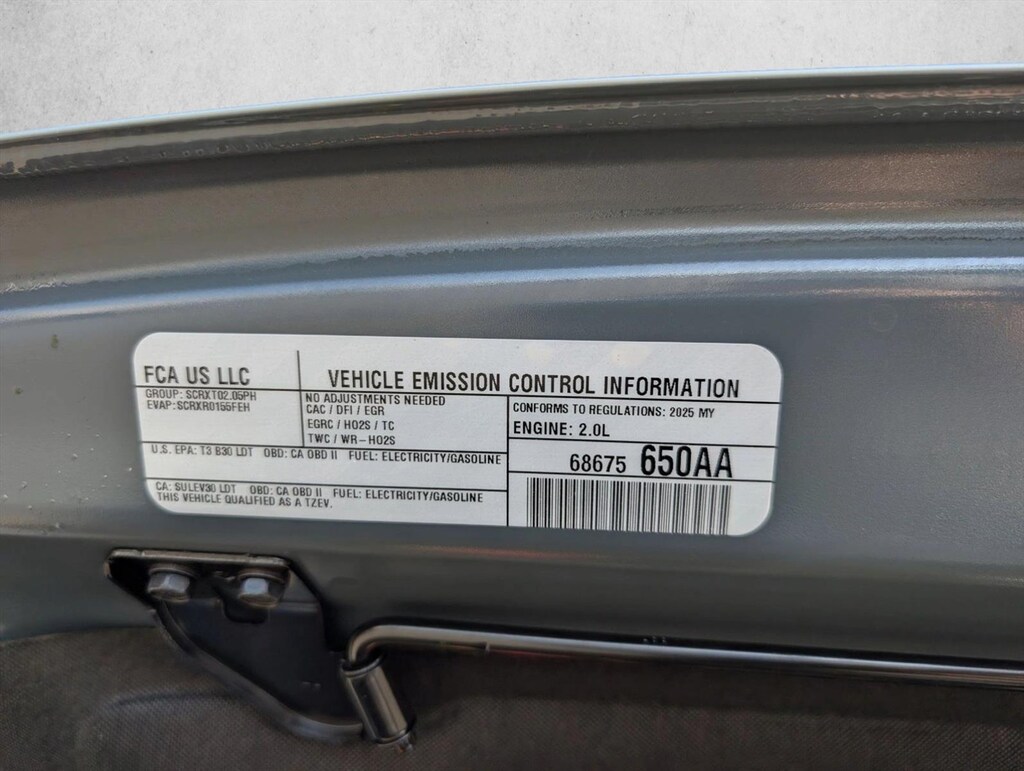 FCA US LLC
GROUP: SCRXT02.05PH
EVAP:SCRXR0155FEH
VEHICLE EMISSION CONTROL INFORMATION
NO ADJUSTMENTS NEEDED
CAC / DFI / EGR
EGRC / HO2S / TC
TWC / WR-HO2S
CONFORMS TO REGULATIONS: 2025 MY
ENGINE: 2.0L
U.S. EPA: T3 B30 LDT OBD: CA OBD II FUEL: ELECTRICITY/GASOLINE
68675 650AA
CA: SULEV30 LDT OBD: CA OBD II FUEL: ELECTRICITY/GASOLINE
THIS VEHICLE QUALIFIED AS A TZEV.